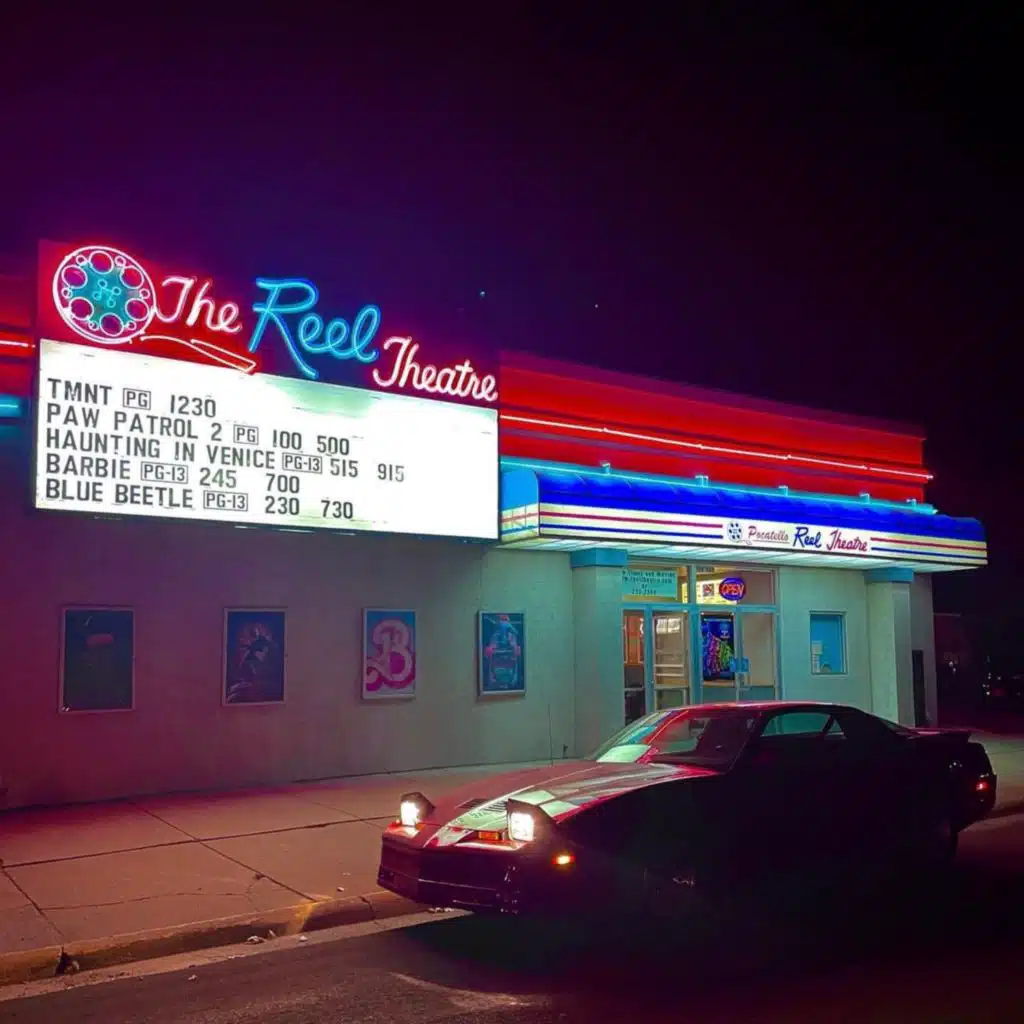 The Reel Theatre
TMNT PG 1230
PAW PATROL 2 PG 100 500
HAUNTING IN VENICE PG-13 515 915
BARBIE PG-13 245 700
BLUE BEETLE PG-13 230 730
Pocatello Reel Theatre
OPEN
B